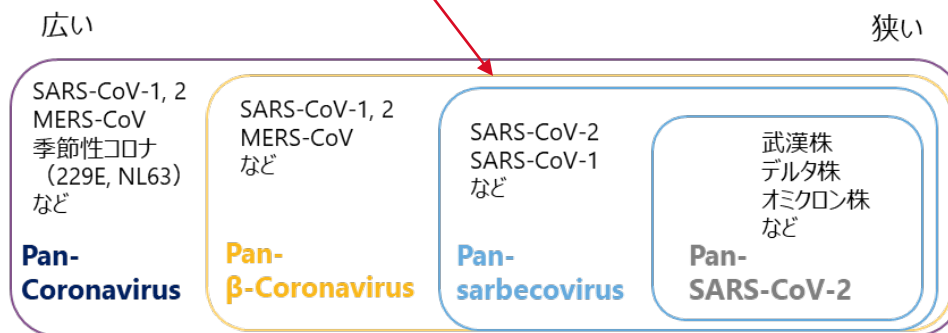 広い
狭い
SARS-CoV-1, 2
MERS-CoV
季節性コロナ
（229E, NL63）
など
Pan-
Coronavirus
SARS-CoV-1, 2
MERS-CoV
など
Pan-
β-Coronavirus
SARS-CoV-2
SARS-CoV-1
など
Pan-
sarbecovirus
武漢株
デルタ株
オミクロン株
など
Pan-
SARS-CoV-2